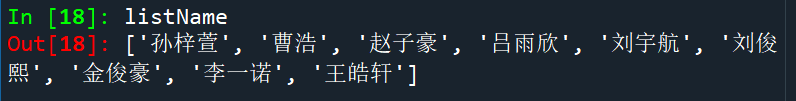 In [18]: listName
Out[18]: ['孙梓萱', '曹浩', '赵子豪', '吕雨欣', '刘宇航', '刘俊
熙', '金俊豪', '李一诺', '王皓轩']